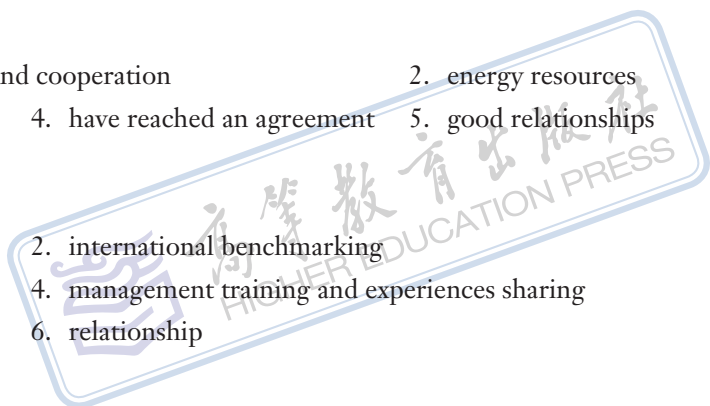 nd cooperation 2. energy resources
4. have reached an agreement 5. good relationships
高等教育出版社
HIGHER EDUCATION PRESS
2. international benchmarking
4. management training and experiences sharing
6. relationship